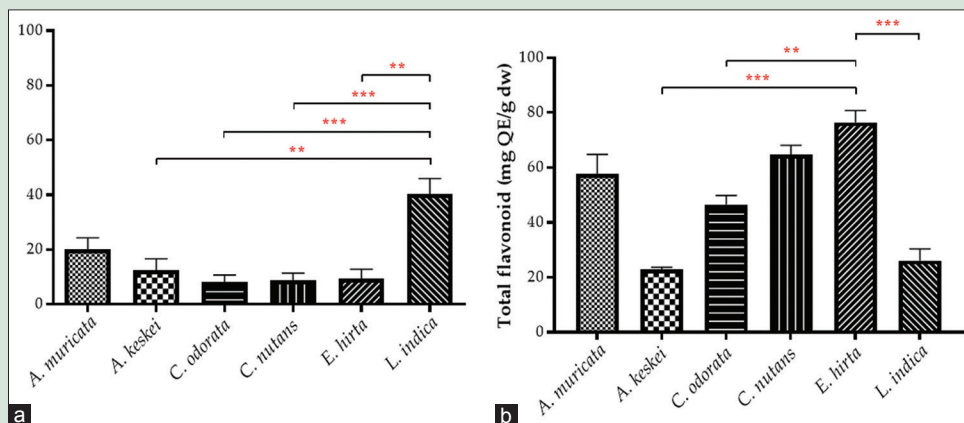 100
80
60
40
20
0
**
***
***
**
A. muricata
A. keskei
C. odorata
C. nutans
E. hirta
L. indica
a
Total flavonoid (mg QE/g dw)
100
80
60
40
20
0
***
**
***
A. muricata
A. keskei
C. odorata
C. nutans
E. hirta
L. indica
b